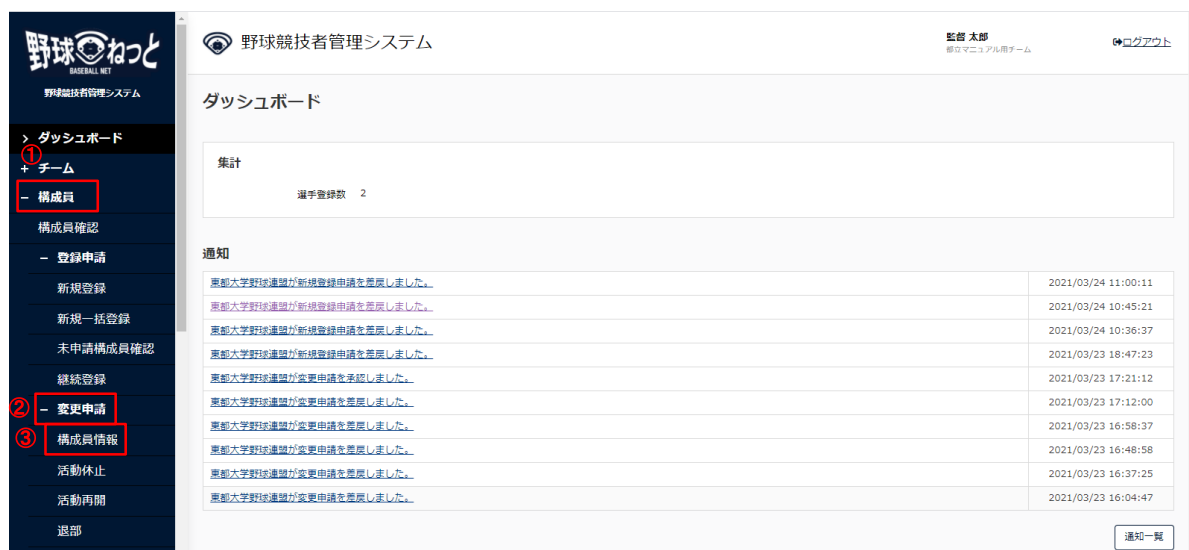 野球ねっと
BASEBALL NET
野球競技者管理システム
> ダッシュボード
①
+ チーム
− 構成員
構成員確認
− 登録申請
新規登録
新規一括登録
未申請構成員確認
継続登録
② − 変更申請
③ 構成員情報
活動休止
活動再開
退部
野球競技者管理システム
監督 太郎
都立マニュアル用チーム
ログアウト
ダッシュボード
集計
選手登録数 2
通知
東都大学野球連盟が新規登録申請を差戻しました。 2021/03/24 11:00:11
東都大学野球連盟が新規登録申請を差戻しました。 2021/03/24 10:45:21
東都大学野球連盟が新規登録申請を差戻しました。 2021/03/24 10:36:37
東都大学野球連盟が新規登録申請を差戻しました。 2021/03/23 18:47:23
東都大学野球連盟が変更申請を承認しました。 2021/03/23 17:21:12
東都大学野球連盟が変更申請を差戻しました。 2021/03/23 17:12:00
東都大学野球連盟が変更申請を差戻しました。 2021/03/23 16:58:37
東都大学野球連盟が変更申請を差戻しました。 2021/03/23 16:48:58
東都大学野球連盟が変更申請を差戻しました。 2021/03/23 16:37:25
東都大学野球連盟が変更申請を差戻しました。 2021/03/23 16:04:47
通知一覧